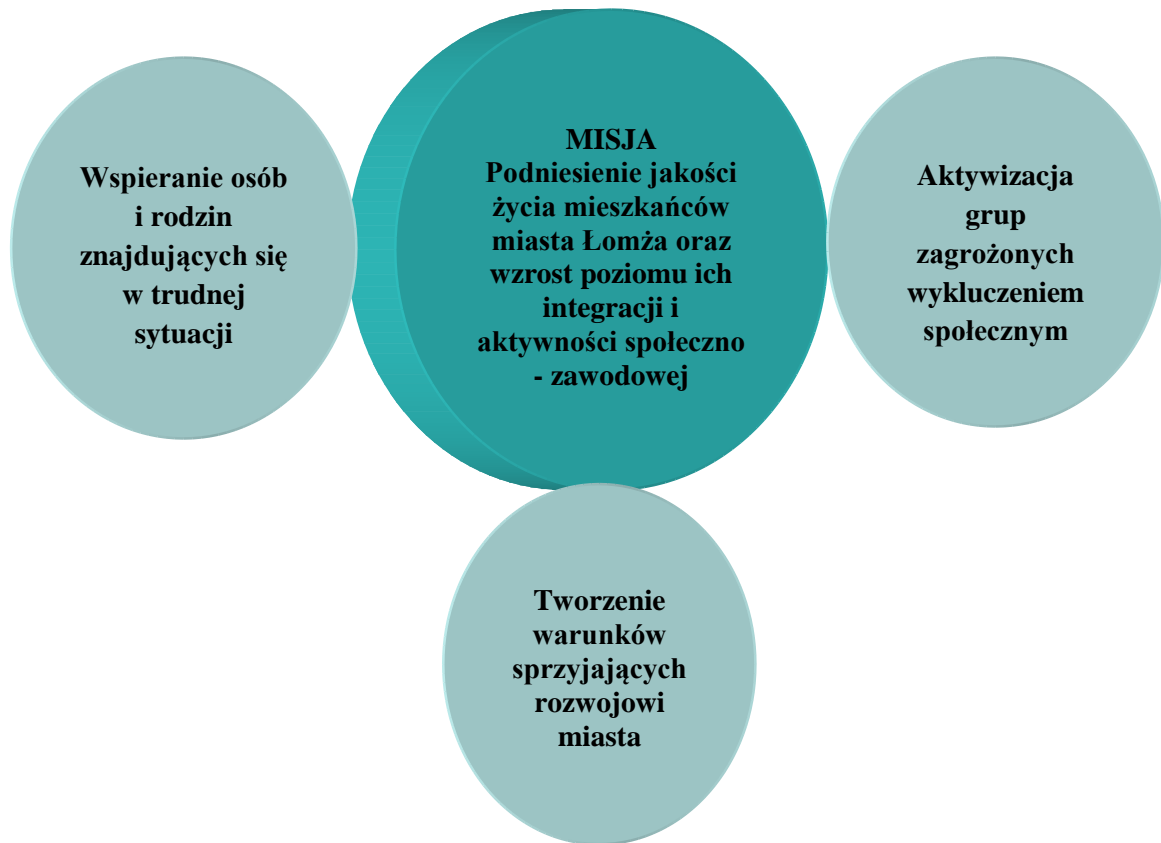 Wspieranie osób
i rodzin
znajdujących się
w trudnej
sytuacji
MISJA
Podniesienie jakości
życia mieszkańców
miasta Łomża oraz
wzrost poziomu ich
integracji i
aktywności społeczno
- zawodowej
Aktywizacja
grup
zagrożonych
wykluczeniem
społecznym
Tworzenie
warunków
sprzyjających
rozwojowi
miasta